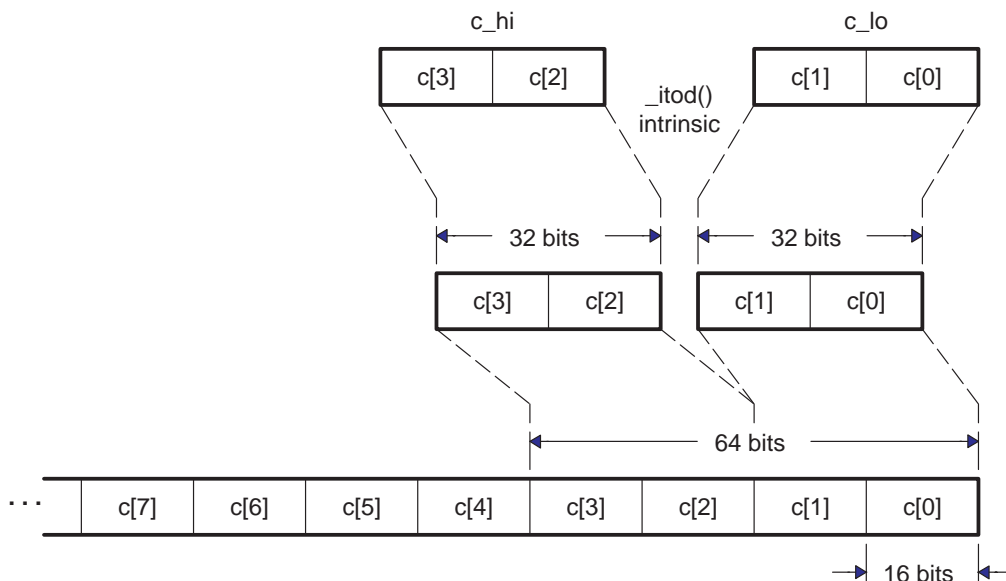 c_hi c_lo
c[3] c[2] c[1] c[0]
_itod()
intrinsic
32 bits 32 bits
c[3] c[2] c[1] c[0]
64 bits
... c[7] c[6] c[5] c[4] c[3] c[2] c[1] c[0]
16 bits